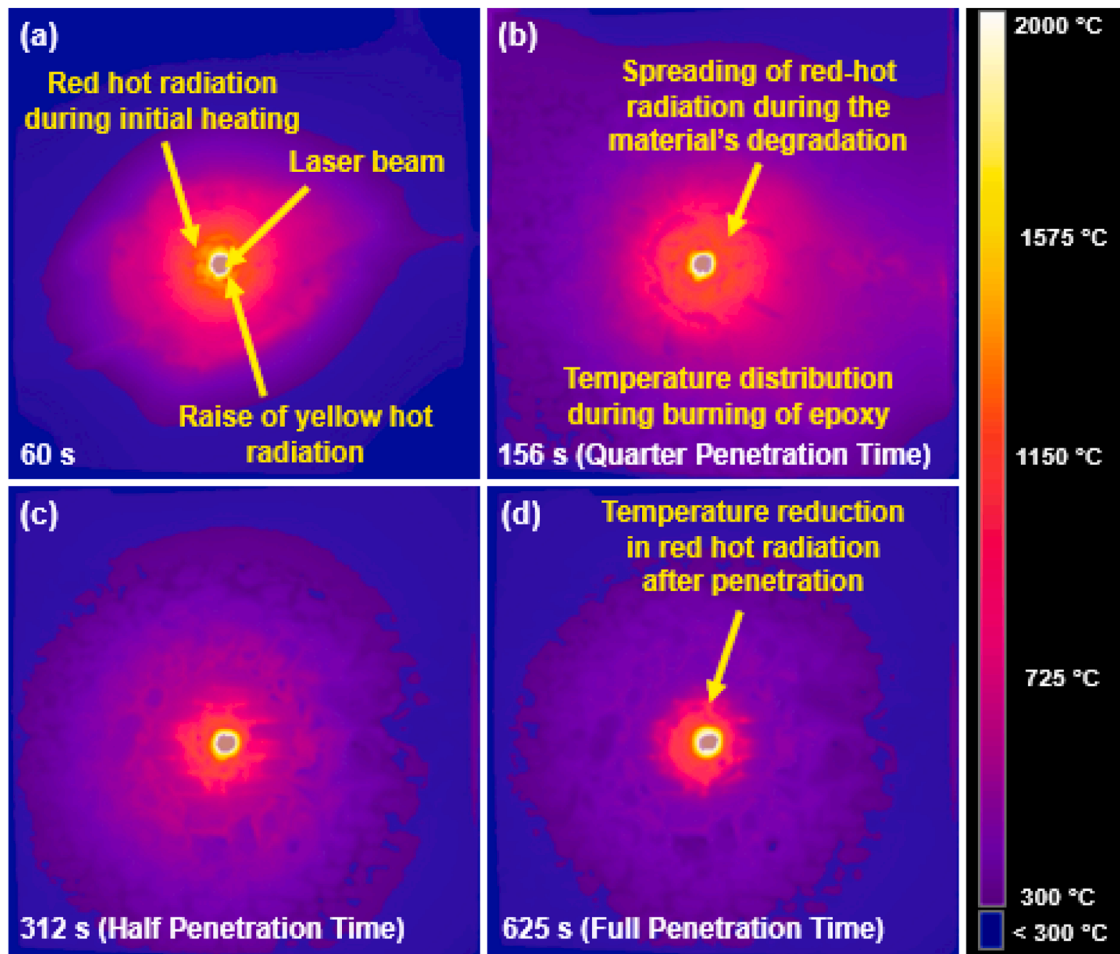 (a)
Red hot radiation
during initial heating
Laser beam
Raise of yellow hot
radiation
60 s
(b)
Spreading of red-hot
radiation during the
material's degradation
Temperature distribution
during burning of epoxy
156 s (Quarter Penetration Time)
(c)
312 s (Half Penetration Time)
(d)
Temperature reduction
in red hot radiation
after penetration
625 s (Full Penetration Time)
2000 °C
1575 °C
1150 °C
725 °C
300 °C
< 300 °C